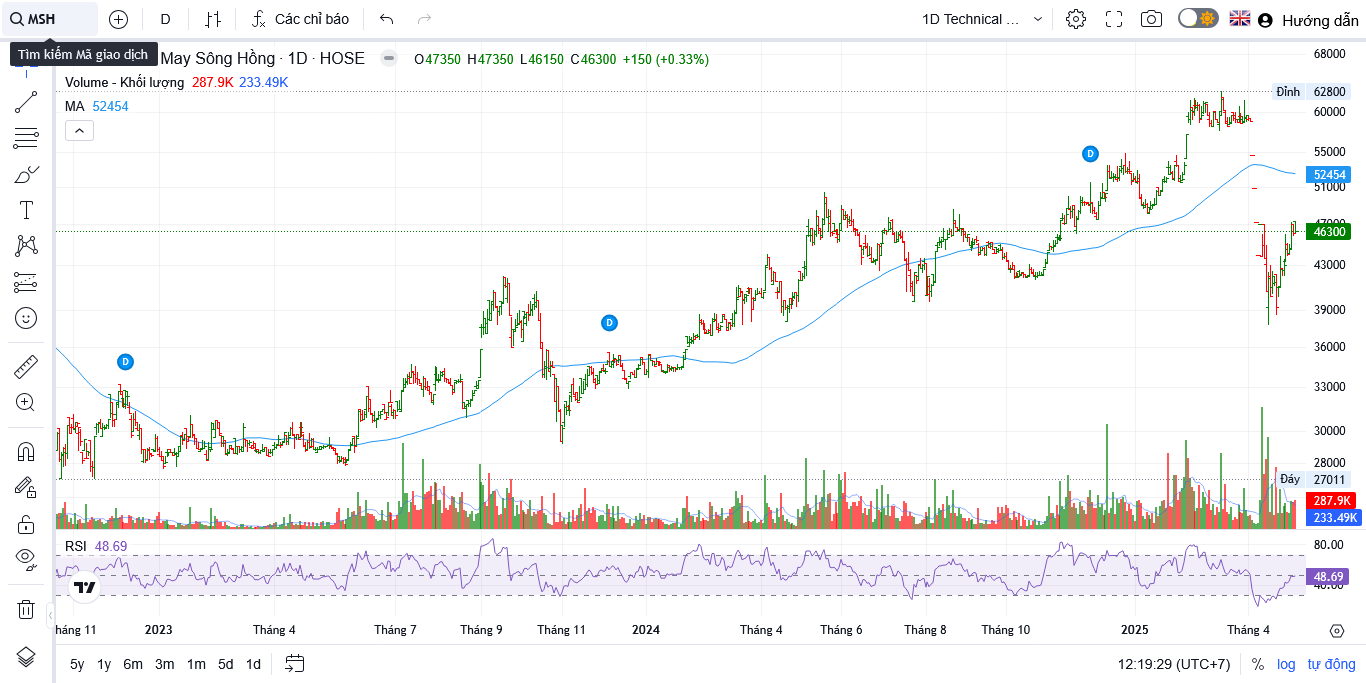 MSH D Các chỉ báo 1D Technical ... Hướng dẫn
Tìm kiếm Mã giao dịch
May Sông Hồng · 1D · HOSE O47350 H47350 L46150 C46300 +150 (+0.33%)
Volume - Khối lượng 287.9K 233.49K
MA 52454
68000
Đỉnh 62800
60000
55000
52454
51000
47000
46300
43000
39000
36000
33000
30000
28000
Đáy 27011
287.9K
233.49K
D
D
D
RSI 48.69
80.00
48.69
40.00
háng 11 2023 Tháng 4 Tháng 7 Tháng 9 Tháng 11 2024 Tháng 4 Tháng 6 Tháng 8 Tháng 10 2025 Tháng 4
5y 1y 6m 3m 1m 5d 1d 12:19:29 (UTC+7) % log tự động